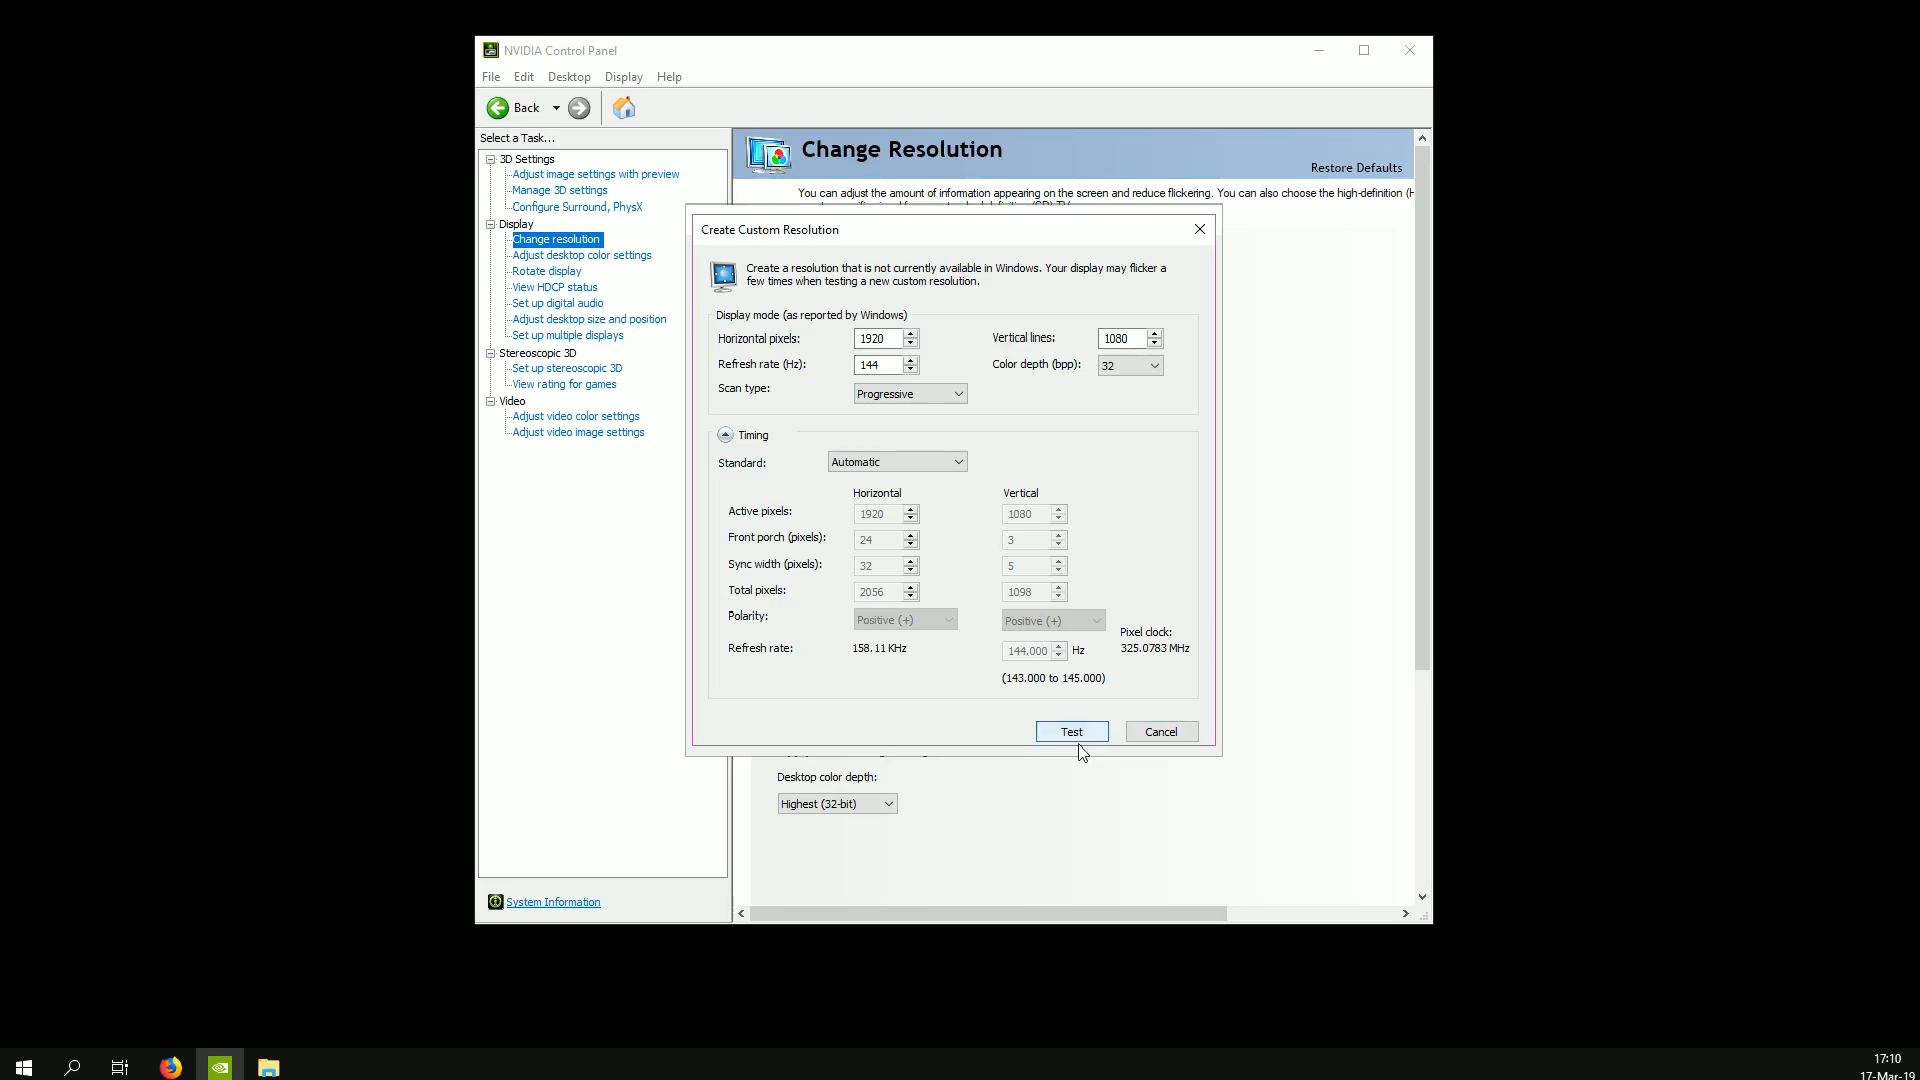 NVIDIA Control Panel
File Edit Desktop Display Help
Back
Select a Task...
3D Settings
Adjust image settings with preview
Manage 3D settings
Configure Surround, PhysX
Display
Change resolution
Adjust desktop color settings
Rotate display
View HDCP status
Set up digital audio
Adjust desktop size and position
Set up multiple displays
Stereoscopic 3D
Set up stereoscopic 3D
View rating for games
Video
Adjust video color settings
Adjust video image settings
System Information
Change Resolution
Restore Defaults
You can adjust the amount of information appearing on the screen and reduce flickering. You can also choose the high-definition (H
Create Custom Resolution
Create a resolution that is not currently available in Windows. Your display may flicker a
few times when testing a new custom resolution.
Display mode (as reported by Windows)
Horizontal pixels: 1920 Vertical lines: 1080
Refresh rate (Hz): 144 Color depth (bpp): 32
Scan type: Progressive
Timing
Standard: Automatic
Horizontal Vertical
Active pixels: 1920 1080
Front porch (pixels): 24 3
Sync width (pixels): 32 5
Total pixels: 2056 1098
Polarity: Positive (+) Positive (+)
Pixel clock:
Refresh rate: 158.11 KHz 144.000 Hz 325.0783 MHz
(143.000 to 145.000)
Test Cancel
Desktop color depth:
Highest (32-bit)
17:10
17-Mar-19